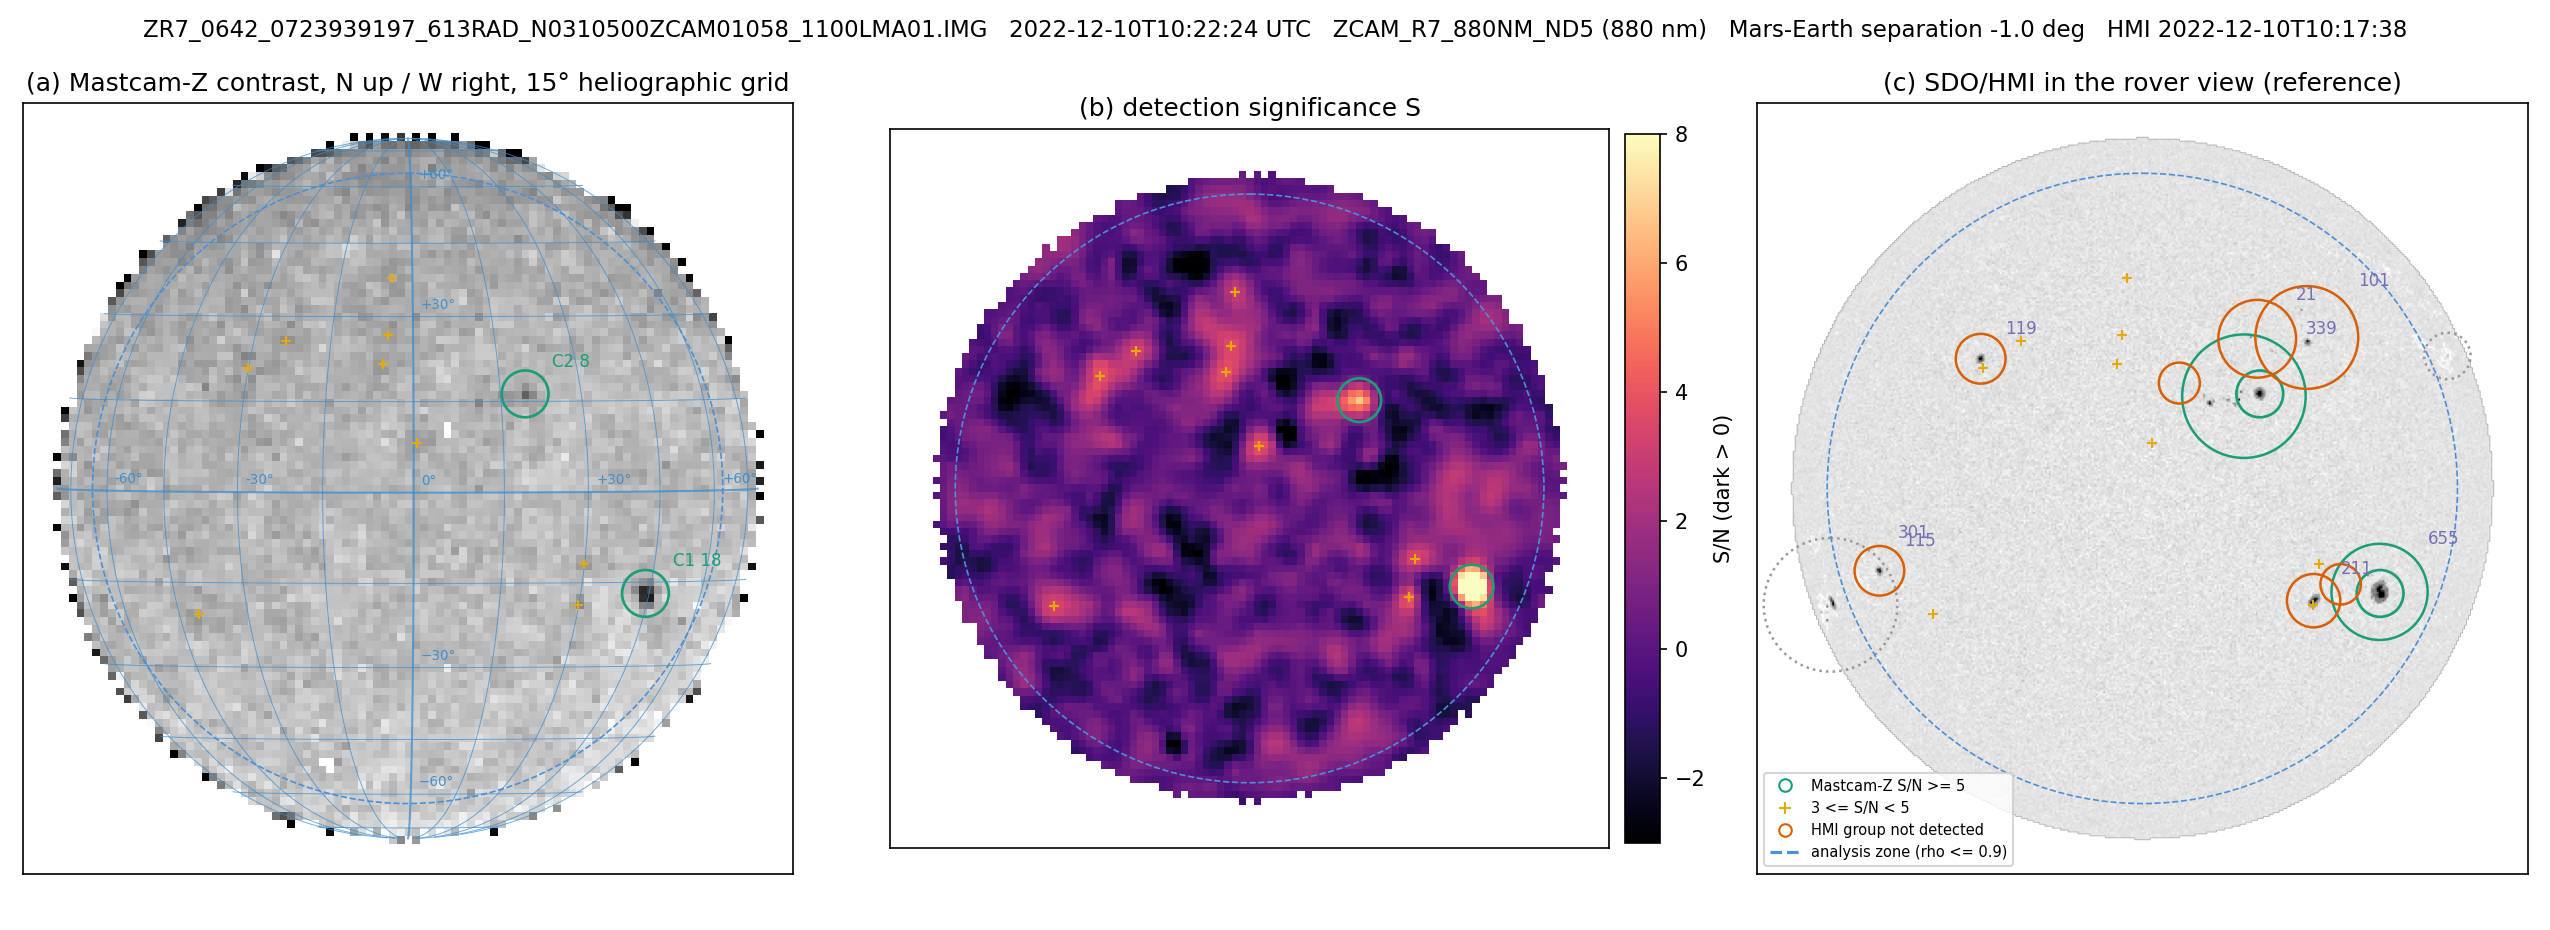 ZR7_0642_0723939197_613RAD_N0310500ZCAM01058_1100LMA01.IMG 2022-12-10T10:22:24 UTC ZCAM_R7_880NM_ND5 (880 nm) Mars-Earth separation -1.0 deg HMI 2022-12-10T10:17:38
(a) Mastcam-Z contrast, N up / W right, 15° heliographic grid
+60°
+30°
C2 8
-60°
-30°
0°
+30°
+60°
C1 18
−30°
−60°
(b) detection significance S
8
6
4
2
0
−2
S/N (dark > 0)
(c) SDO/HMI in the rover view (reference)
101
21
119
339
301
115
655
211
Mastcam-Z S/N >= 5
3 <= S/N < 5
HMI group not detected
analysis zone (rho <= 0.9)